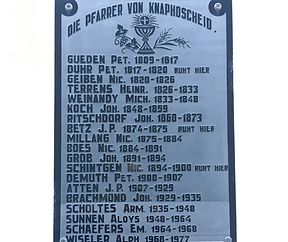 DIE PFARRER VON KNAPHOSCHEID.
GUEDEN PET. 1809-1817
DUHR PET. 1817-1820 RUHT HIER
GEIBEN NIC. 1820-1826
TERRENS HEINR. 1826-1833
WEINANDY MICH. 1833-1848
KOCH JOH. 1848-1859
RITSCHDORF JOH. 1860-1873
BETZ J.P. 1874-1875 RUHT HIER
MILLANG NIC. 1875-1884
BOES NIC. 1884-1891
GROB JOH. 1891-1894
SCHINTGEN NIC. 1894-1900 RUHT HIER
DEMUTH PET. 1900-1907
ATTEN J.P. 1907-1929
BRACHMOND JOH. 1929-1935
SCHOLTES ARM. 1935-1948
SUNNEN ALOYS 1948-1964
SCHAEFERS EM. 1964-1968
WISELER ALPH 1968-1977